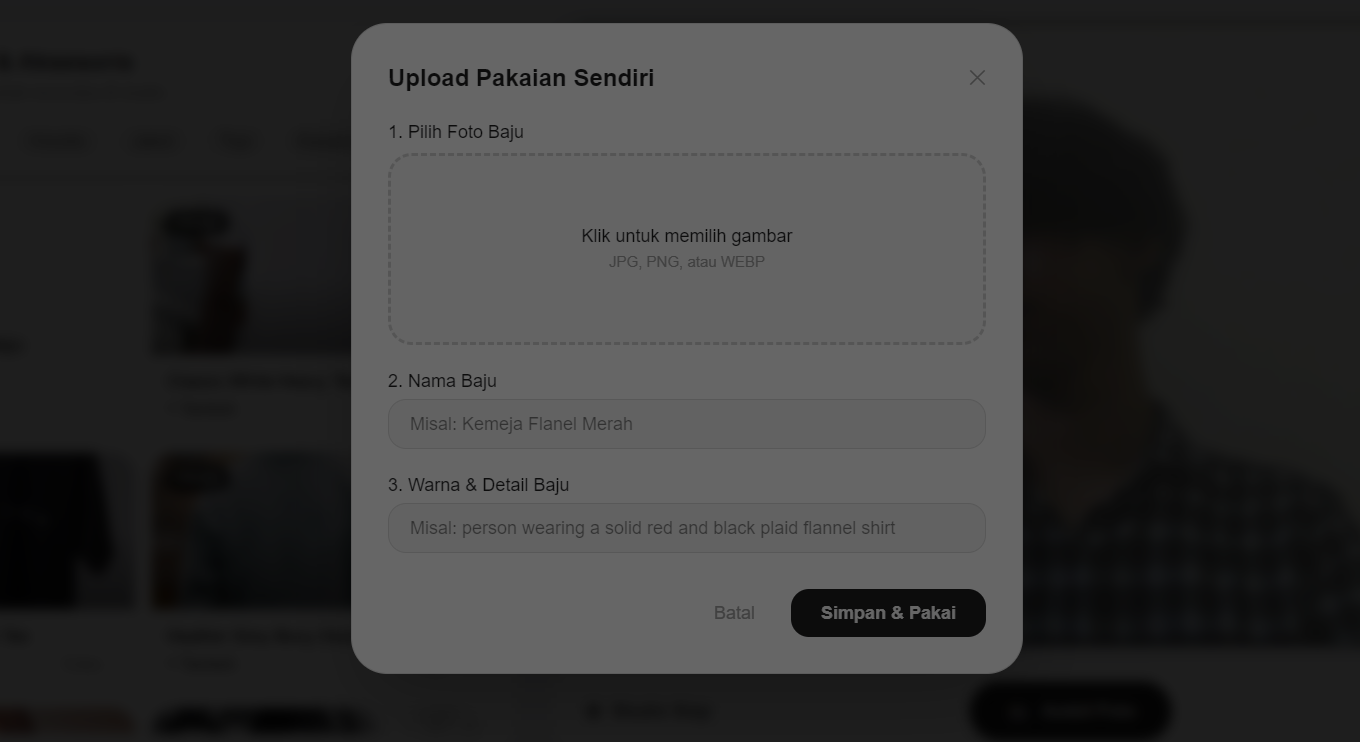 Upload Pakaian Sendiri
1. Pilih Foto Baju
Klik untuk memilih gambar
JPG, PNG, atau WEBP
2. Nama Baju
Misal: Kemeja Flanel Merah
3. Warna & Detail Baju
Misal: person wearing a solid red and black plaid flannel shirt
Batal
Simpan & Pakai